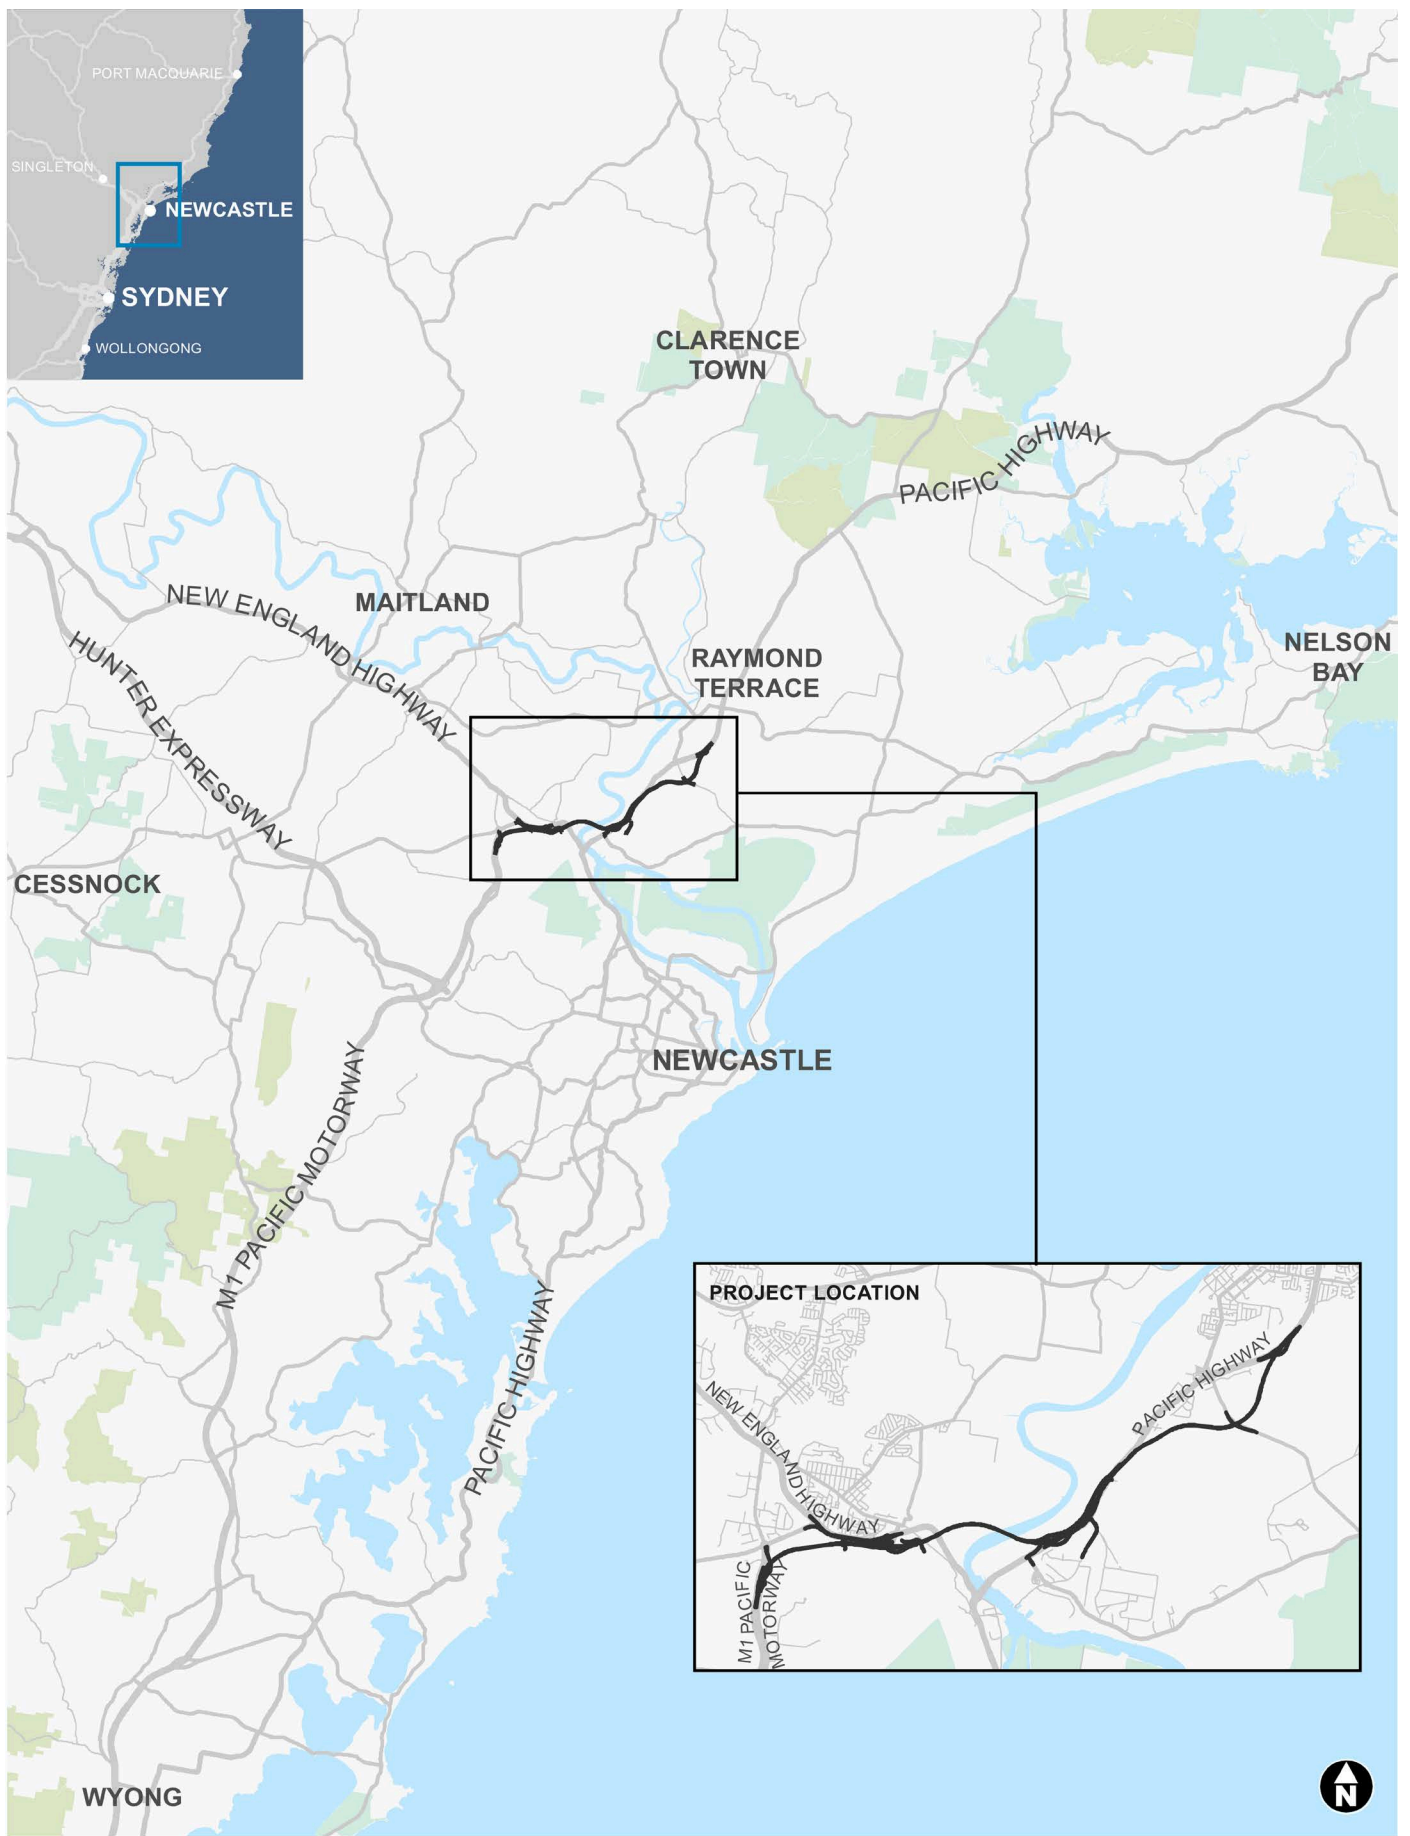 PORT MACQUARIE
SINGLETON
NEWCASTLE
SYDNEY
WOLLONGONG
CLARENCE
TOWN
PACIFIC HIGHWAY
NEW ENGLAND HIGHWAY
MAITLAND
HUNTER EXPRESSWAY
RAYMOND
TERRACE
NELSON
BAY
CESSNOCK
NEWCASTLE
M1 PACIFIC MOTORWAY
PACIFIC HIGHWAY
PROJECT LOCATION
PACIFIC HIGHWAY
NEW ENGLAND HIGHWAY
M1 PACIFIC
MOTORWAY
WYONG
N